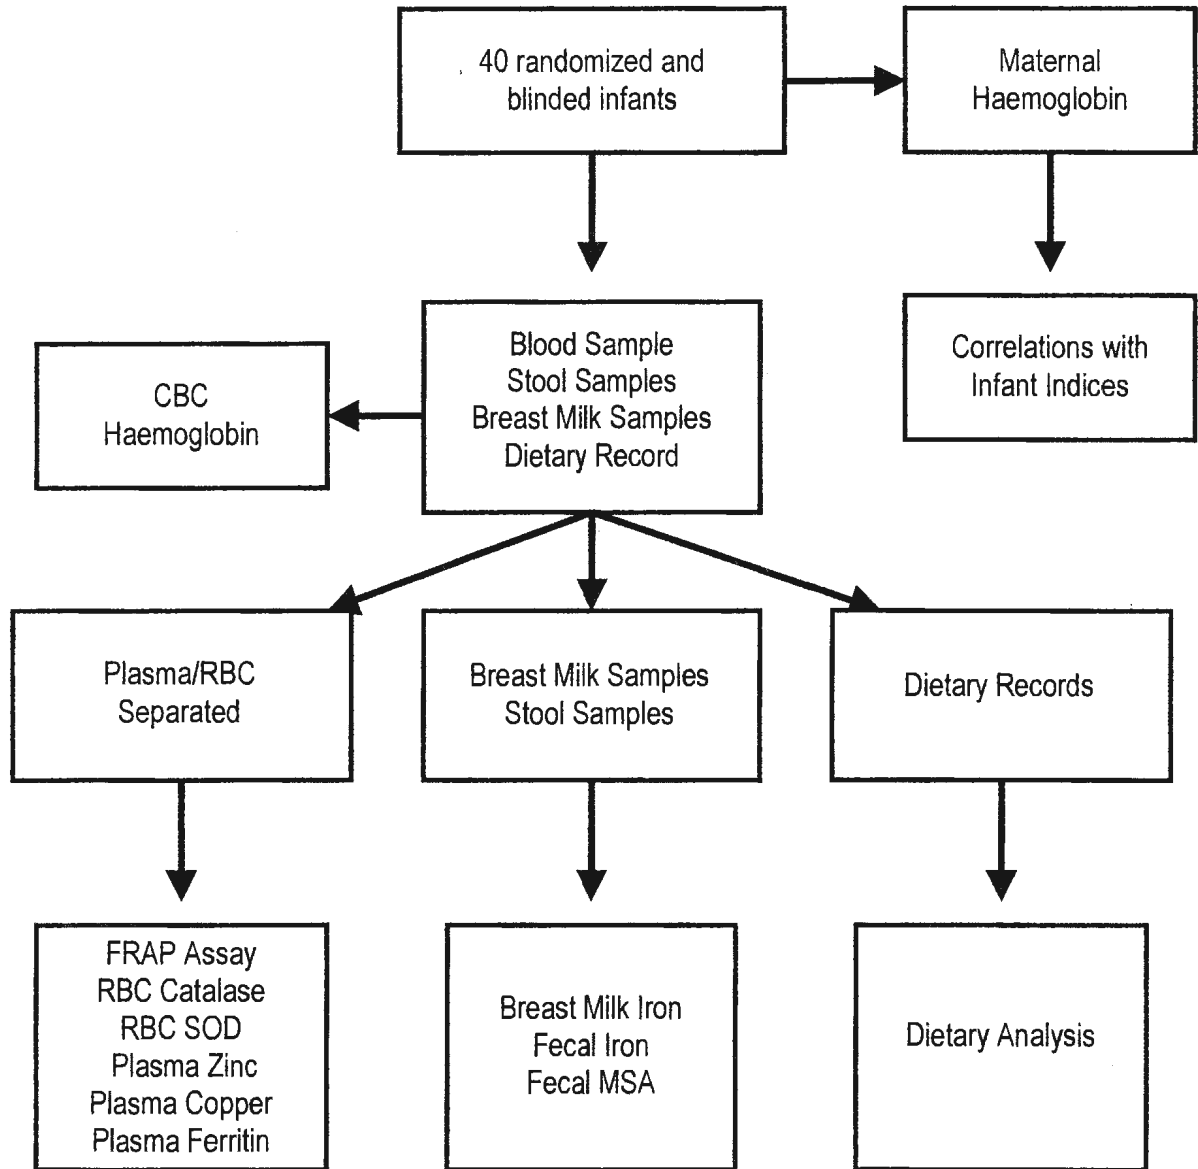 40 randomized and
blinded infants
Maternal
Haemoglobin
Blood Sample
Stool Samples
Breast Milk Samples
Dietary Record
CBC
Haemoglobin
Correlations with
Infant Indices
Plasma/RBC
Separated
Breast Milk Samples
Stool Samples
Dietary Records
FRAP Assay
RBC Catalase
RBC SOD
Plasma Zinc
Plasma Copper
Plasma Ferritin
Breast Milk Iron
Fecal Iron
Fecal MSA
Dietary Analysis